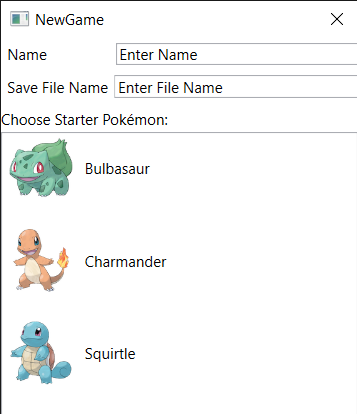 NewGame
Name Enter Name
Save File Name Enter File Name
Choose Starter Pokémon:
Bulbasaur
Charmander
Squirtle